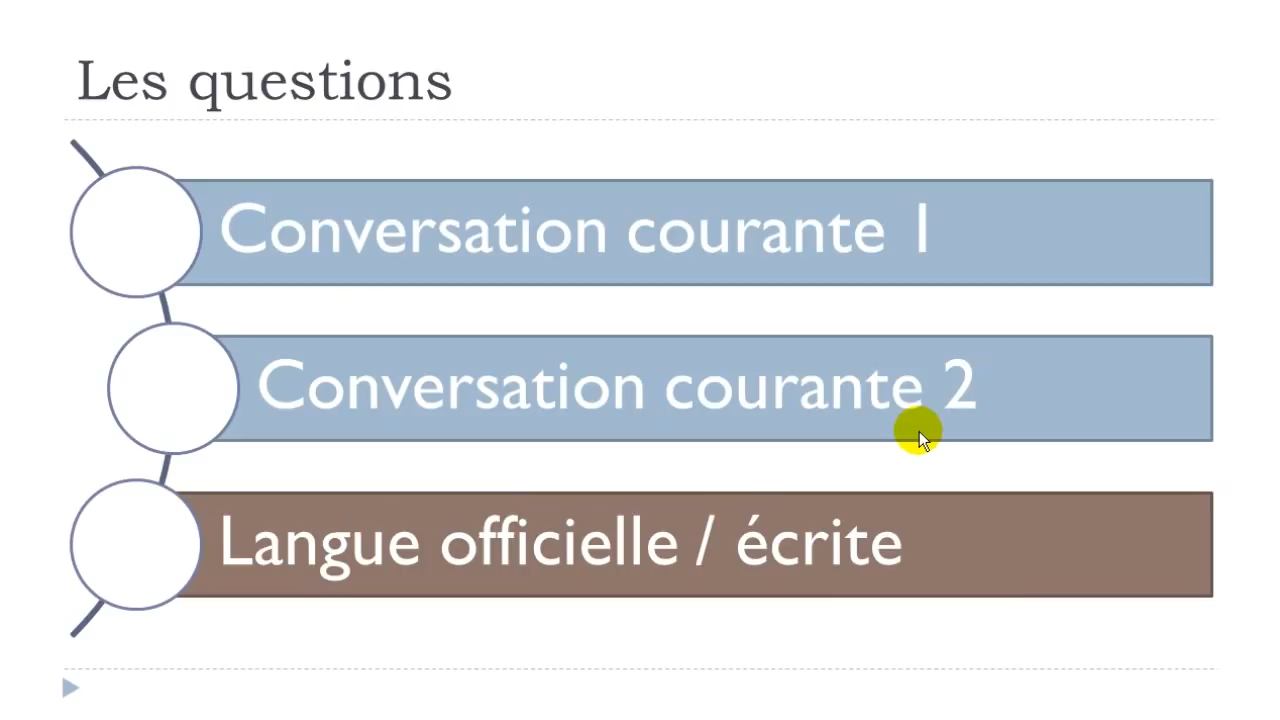 Les questions
Conversation courante 1
Conversation courante 2
Langue officielle / écrite